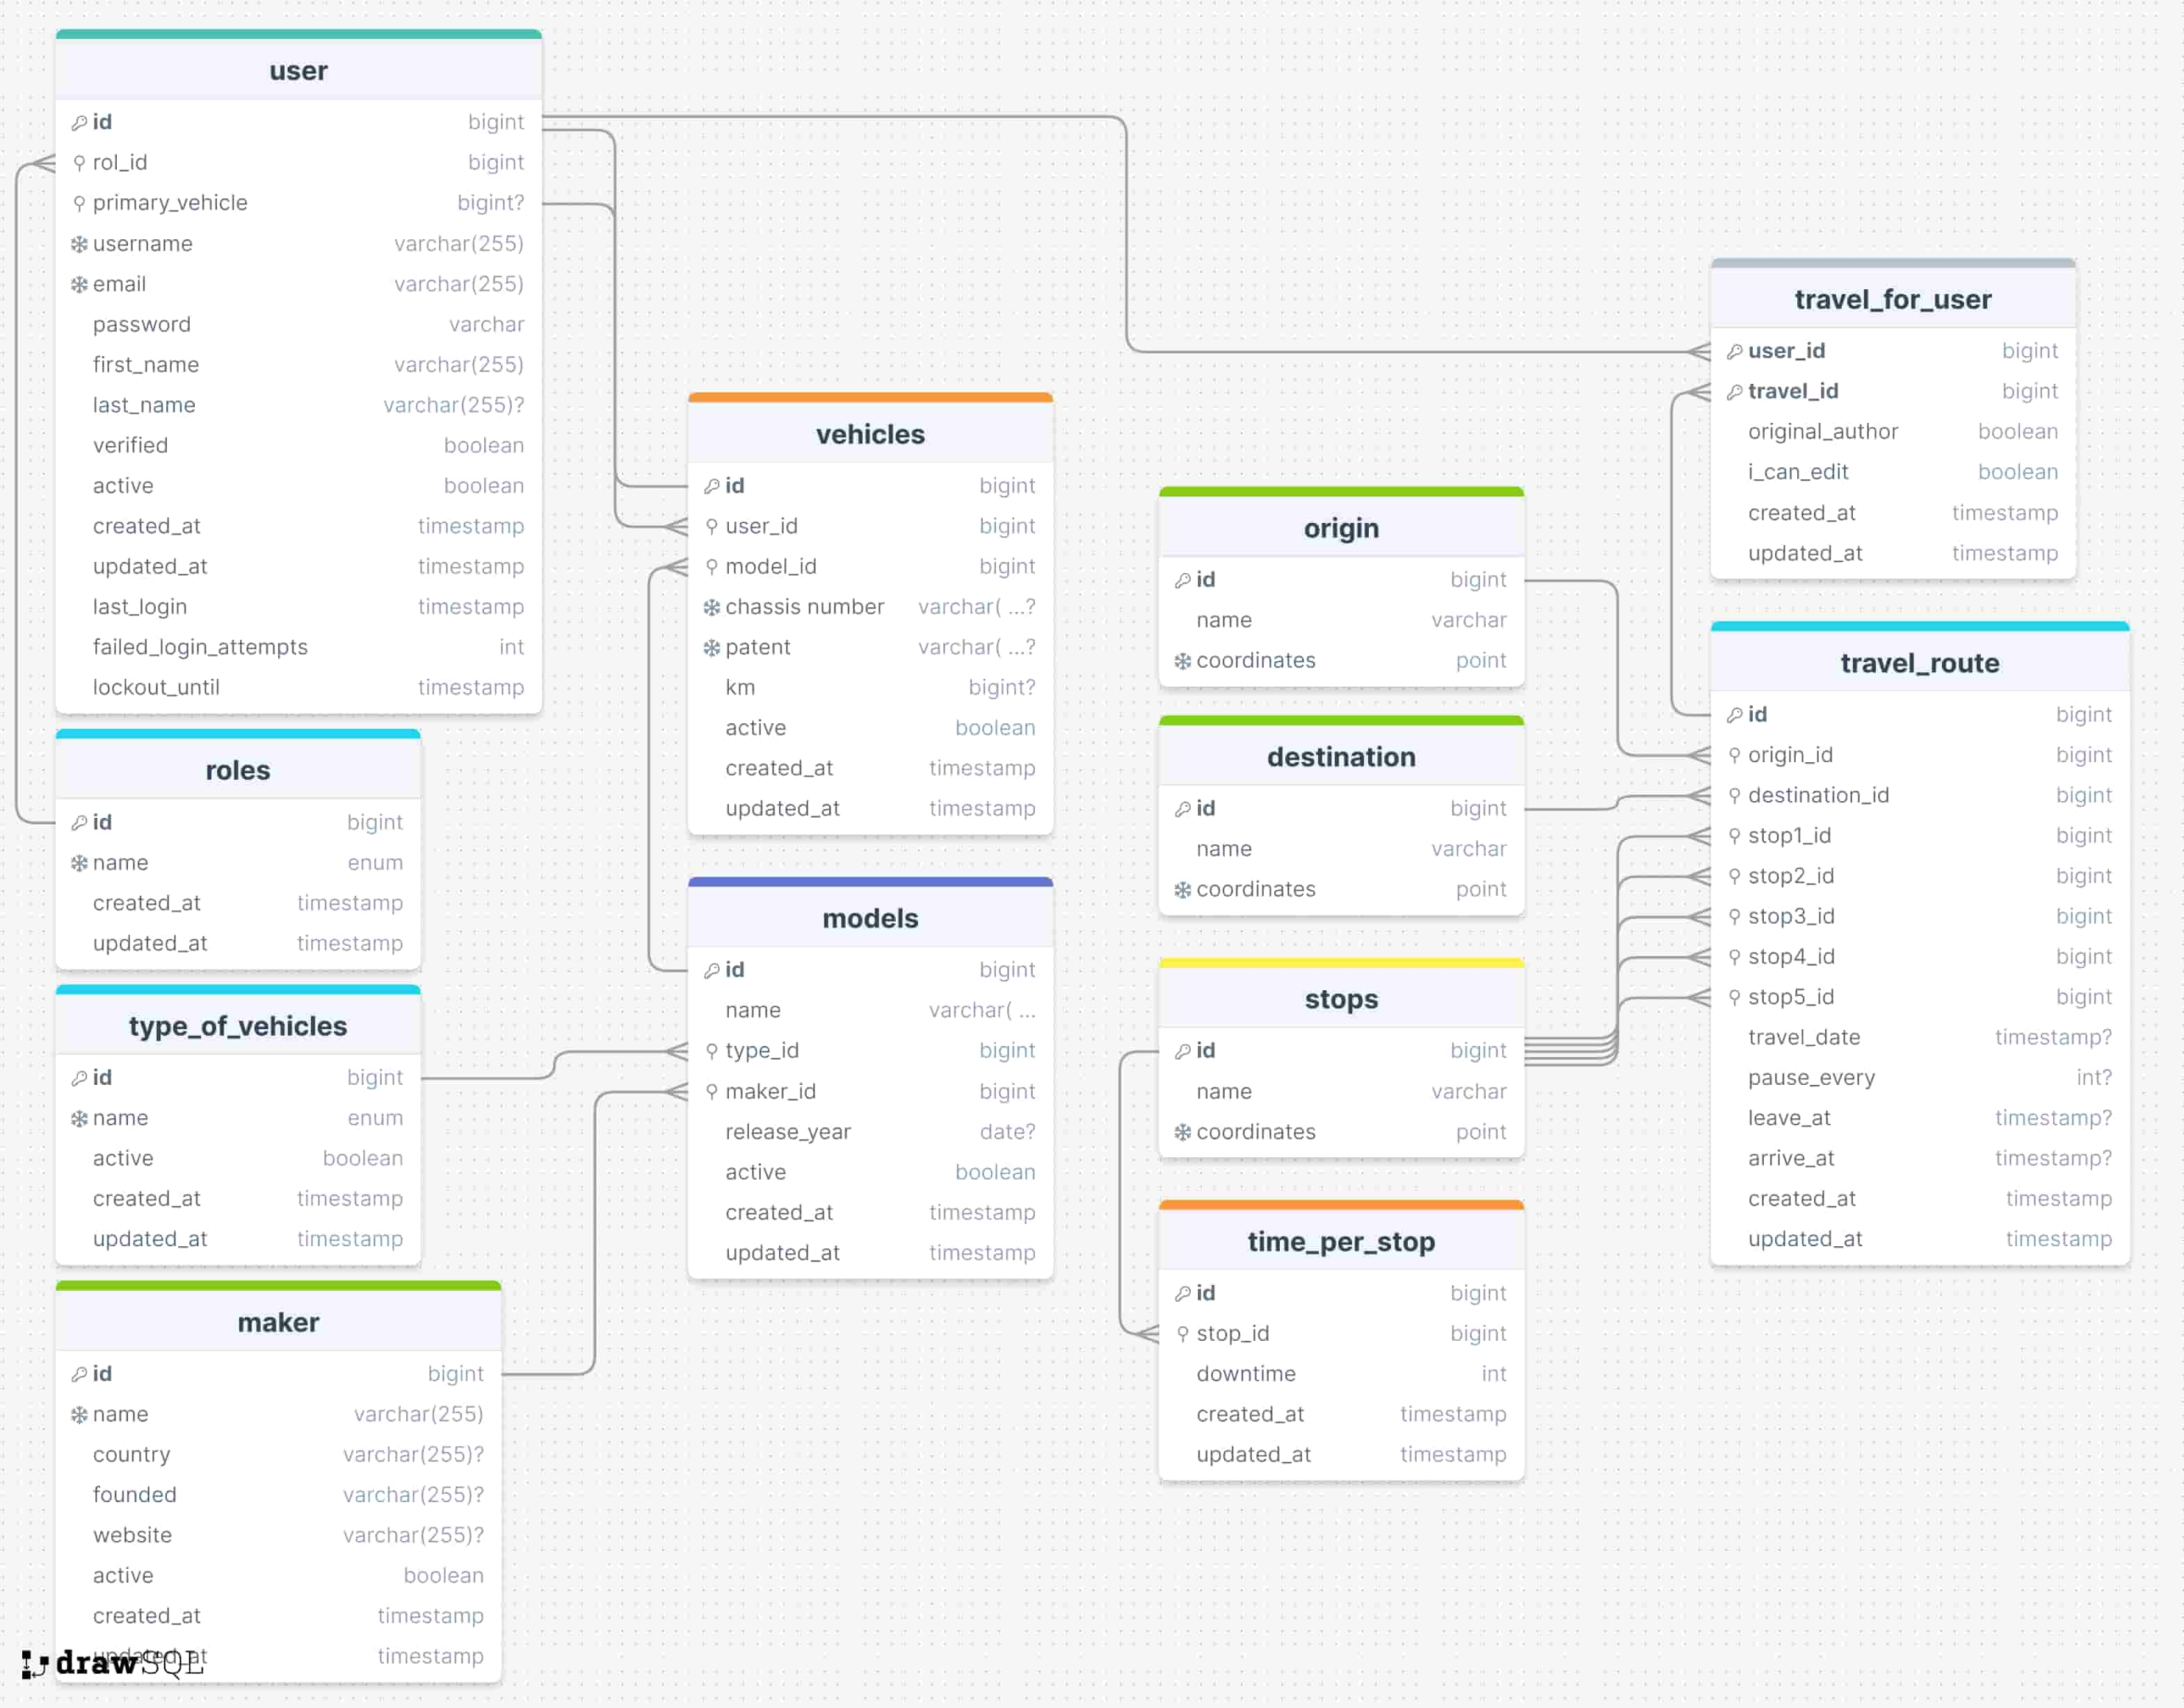 user
id bigint
rol_id bigint
primary_vehicle bigint?
username varchar(255)
email varchar(255)
password varchar
first_name varchar(255)
last_name varchar(255)?
verified boolean
active boolean
created_at timestamp
updated_at timestamp
last_login timestamp
failed_login_attempts int
lockout_until timestamp
roles
id bigint
name enum
created_at timestamp
updated_at timestamp
type_of_vehicles
id bigint
name enum
active boolean
created_at timestamp
updated_at timestamp
maker
id bigint
name varchar(255)
country varchar(255)?
founded varchar(255)?
website varchar(255)?
active boolean
created_at timestamp
updated_at timestamp
drawSQL
vehicles
id bigint
user_id bigint
model_id bigint
chassis number varchar( ...?
patent varchar( ...?
km bigint?
active boolean
created_at timestamp
updated_at timestamp
models
id bigint
name varchar( ...
type_id bigint
maker_id bigint
release_year date?
active boolean
created_at timestamp
updated_at timestamp
origin
id bigint
name varchar
coordinates point
destination
id bigint
name varchar
coordinates point
stops
id bigint
name varchar
coordinates point
time_per_stop
id bigint
stop_id bigint
downtime int
created_at timestamp
updated_at timestamp
travel_for_user
user_id bigint
travel_id bigint
original_author boolean
i_can_edit boolean
created_at timestamp
updated_at timestamp
travel_route
id bigint
origin_id bigint
destination_id bigint
stop1_id bigint
stop2_id bigint
stop3_id bigint
stop4_id bigint
stop5_id bigint
travel_date timestamp?
pause_every int?
leave_at timestamp?
arrive_at timestamp?
created_at timestamp
updated_at timestamp